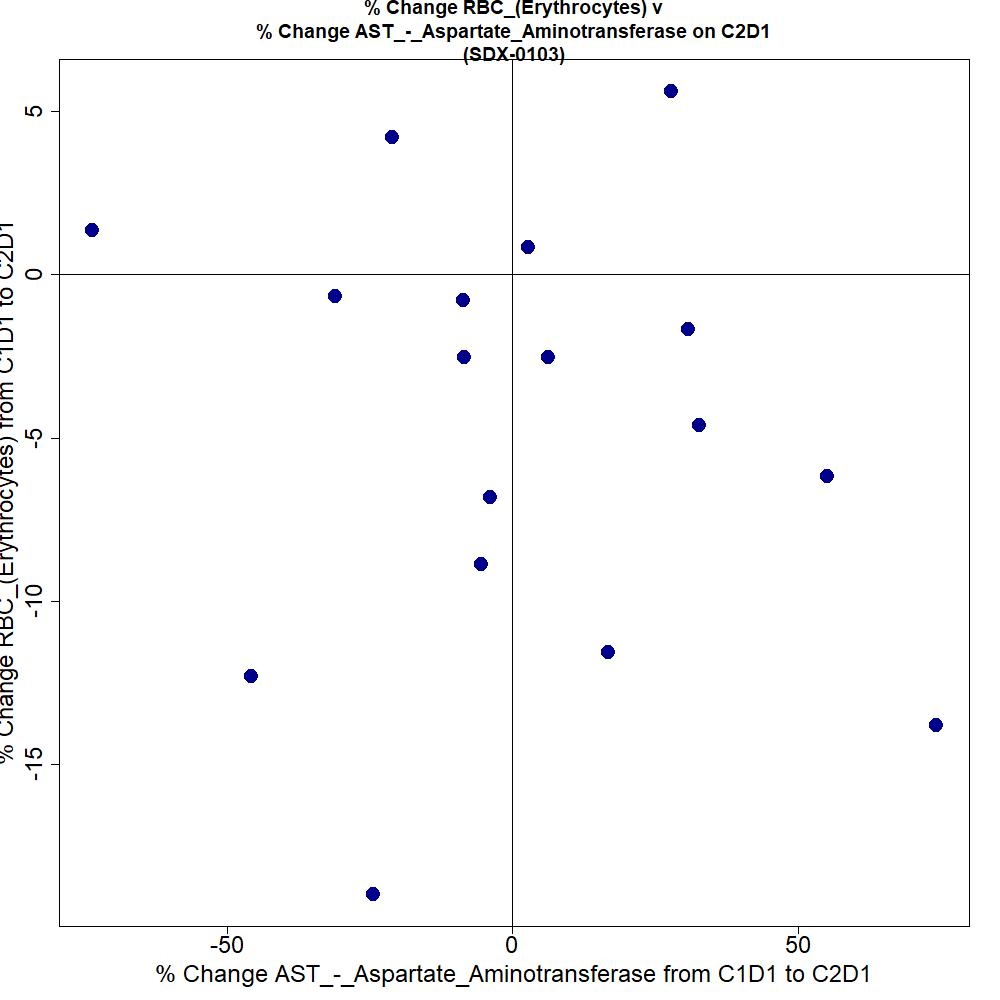 % Change RBC_(Erythrocytes) v
% Change AST_-_Aspartate_Aminotransferase on C2D1
(SDX-0103)
% Change RBC_(Erythrocytes) from C1D1 to C2D1
5
0
-5
-10
-15
-50
0
50
% Change AST_-_Aspartate_Aminotransferase from C1D1 to C2D1